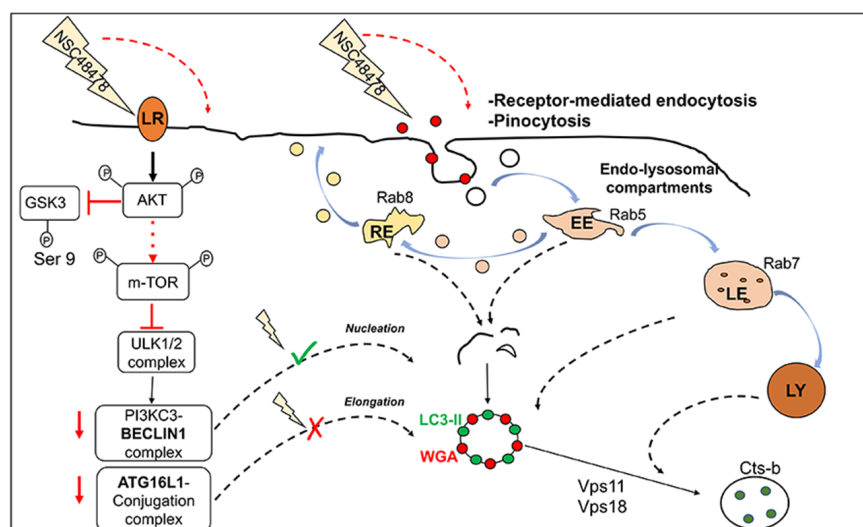 NSC48478
NSC48478
-Receptor-mediated endocytosis
-Pinocytosis
LR
Endo-lysosomal
compartments
P
P
AKT
GSK3
P
Ser 9
Rab8
RE
EE
Rab5
P
P
m-TOR
Rab7
LE
ULK1/2
complex
Nucleation
LY
PI3KC3-
BECLIN1
complex
Elongation
LC3-II
WGA
ATG16L1-
Conjugation
complex
Vps11
Vps18
Cts-b